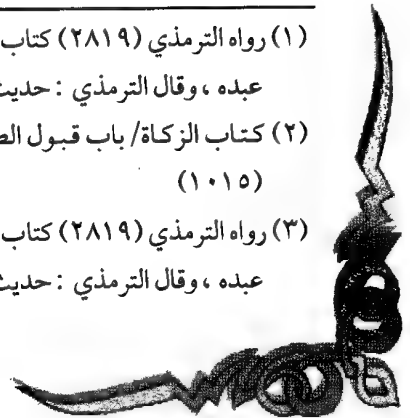 (١) رواه الترمذي (٢٨١٩) كتاب
عبده ، وقال الترمذي : حديث
(٢) كتاب الزكاة/ باب قبول الص
(١٠١٥)
(٣) رواه الترمذي (٢٨١٩) كتاب
عبده ، وقال الترمذي : حديث